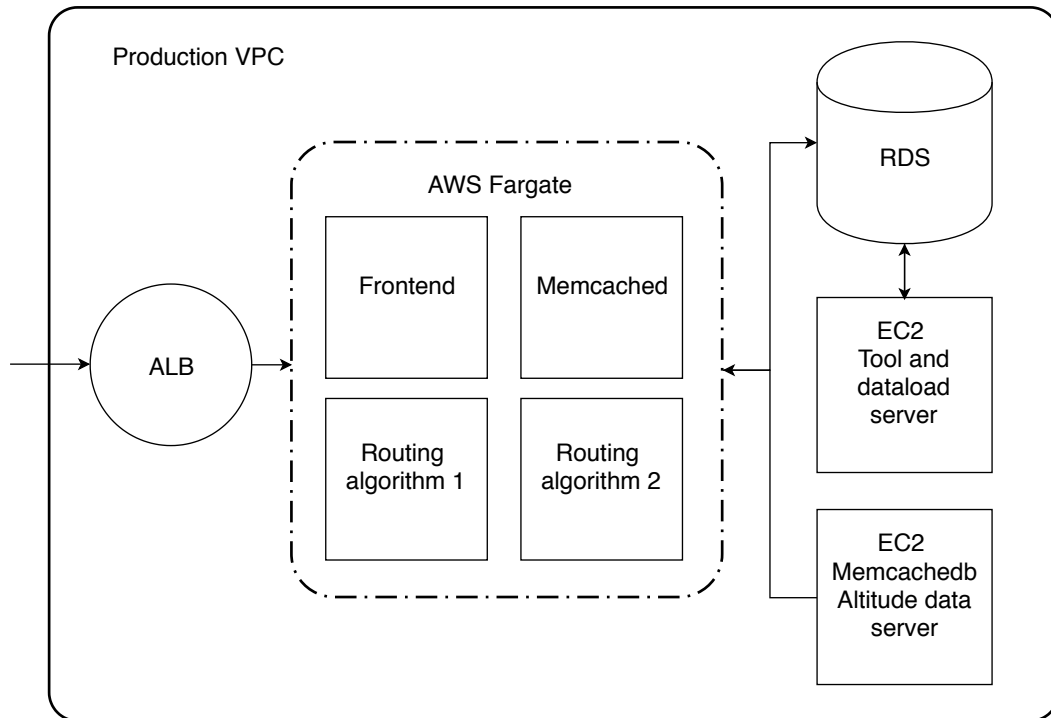 Production VPC
ALB
AWS Fargate
Frontend
Memcached
Routing
algorithm 1
Routing
algorithm 2
RDS
EC2
Tool and
dataload
server
EC2
Memcachedb
Altitude data
server